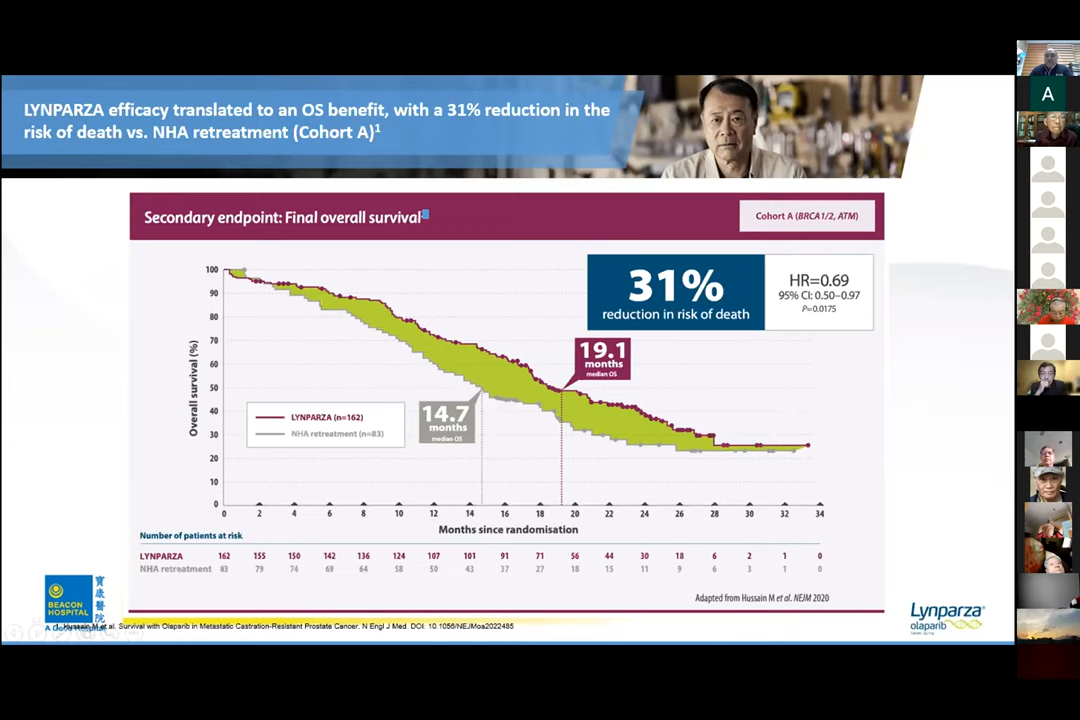 LYNPARZA efficacy translated to an OS benefit, with a 31% reduction in the
risk of death vs. NHA retreatment (Cohort A)1
A
Secondary endpoint: Final overall survival
Cohort A (BRCA1/2, ATM)
31%
reduction in risk of death
HR=0.69
95% CI: 0.50–0.97
P=0.0175
Overall survival (%)
100
90
80
70
60
50
40
30
20
10
0
19.1
months
median OS
14.7
months
median OS
LYNPARZA (n=162)
NHA retreatment (n=83)
0 2 4 6 8 10 12 14 16 18 20 22 24 26 28 30 32 34
Months since randomisation
Number of patients at risk
LYNPARZA 162 155 150 142 136 124 107 101 91 71 56 44 30 18 6 2 1 0
NHA retreatment 83 79 74 69 64 58 50 43 37 27 18 15 11 9 6 3 1 0
Adapted from Hussain M et al. NEJM 2020
BEACON
HOSPITAL
寶康醫院
1. Hussain M et al. Survival with Olaparib in Metastatic Castration-Resistant Prostate Cancer. N Engl J Med. DOI: 10.1056/NEJMoa2022485
Lynparza
olaparib